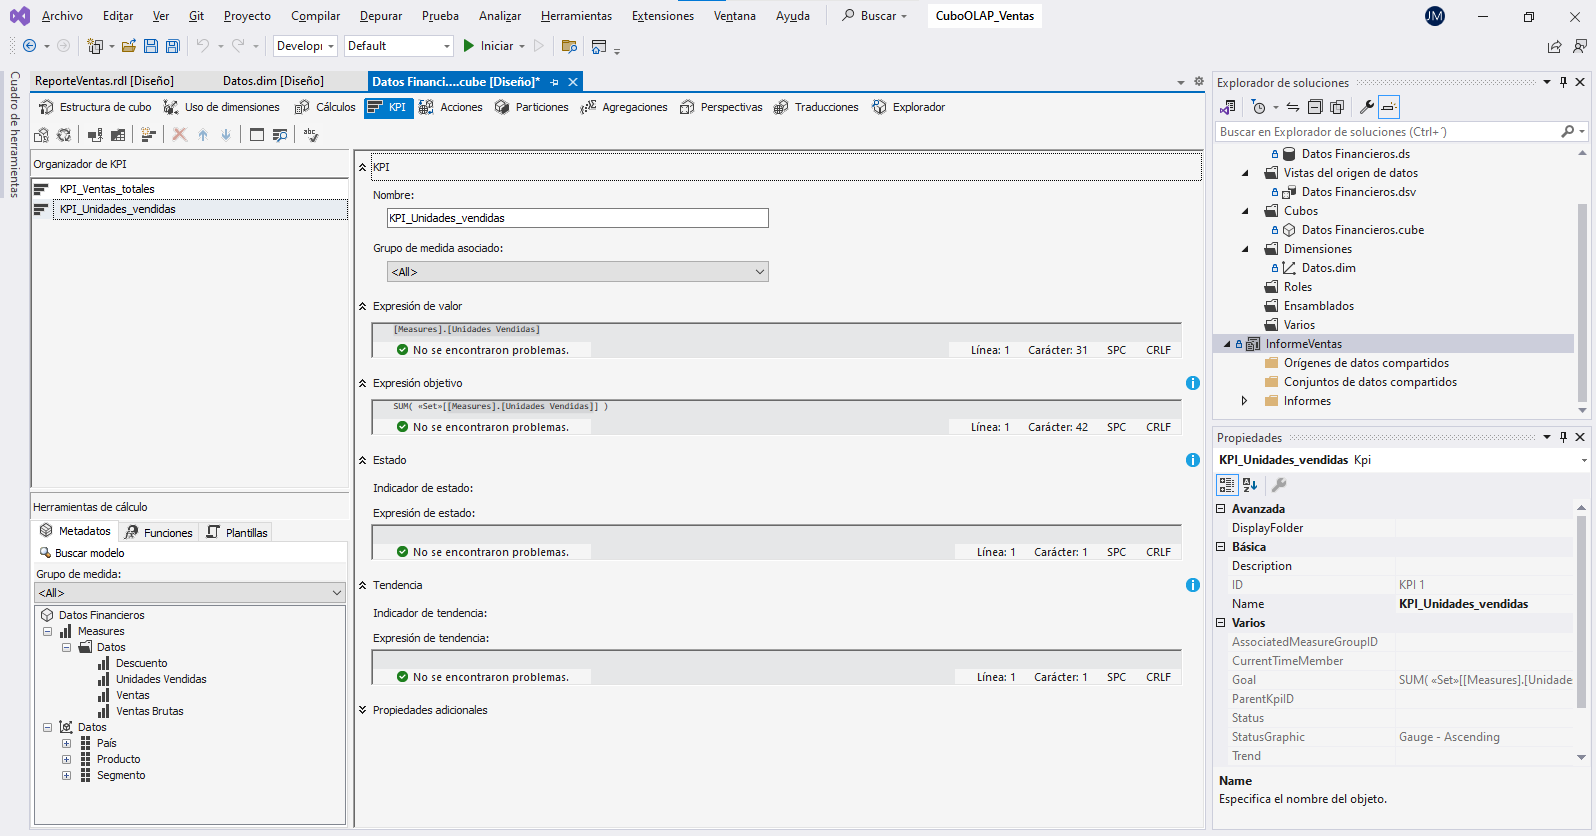 Archivo Editar Ver Git Proyecto Compilar Depurar Prueba Analizar Herramientas Extensiones Ventana Ayuda Buscar CuboOLAP_Ventas JM
Developi Default Iniciar
Cuadro de herramientas
ReporteVentas.rdl [Diseño] Datos.dim [Diseño] Datos Financi....cube [Diseño]*
Estructura de cubo Uso de dimensiones Cálculos KPI Acciones Particiones Agregaciones Perspectivas Traducciones Explorador
abc
Organizador de KPI
KPI_Ventas_totales
KPI_Unidades_vendidas
Herramientas de cálculo
Metadatos Funciones Plantillas
Buscar modelo
Grupo de medida:
<All>
Datos Financieros
Measures
Datos
Descuento
Unidades Vendidas
Ventas
Ventas Brutas
Datos
País
Producto
Segmento
KPI
Nombre:
KPI_Unidades_vendidas
Grupo de medida asociado:
<All>
Expresión de valor
[Measures].[Unidades Vendidas]
No se encontraron problemas. Línea: 1 Carácter: 31 SPC CRLF
Expresión objetivo
SUM( «Set»[[Measures].[Unidades Vendidas]] )
No se encontraron problemas. Línea: 1 Carácter: 42 SPC CRLF
Estado
Indicador de estado:
Expresión de estado:
No se encontraron problemas. Línea: 1 Carácter: 1 SPC CRLF
Tendencia
Indicador de tendencia:
Expresión de tendencia:
No se encontraron problemas. Línea: 1 Carácter: 1 SPC CRLF
Propiedades adicionales
Explorador de soluciones
Buscar en Explorador de soluciones (Ctrl+´)
Datos Financieros.ds
Vistas del origen de datos
Datos Financieros.dsv
Cubos
Datos Financieros.cube
Dimensiones
Datos.dim
Roles
Ensamblados
Varios
InformeVentas
Orígenes de datos compartidos
Conjuntos de datos compartidos
Informes
Propiedades
KPI_Unidades_vendidas Kpi
Avanzada
DisplayFolder
Básica
Description
ID KPI 1
Name KPI_Unidades_vendidas
Varios
AssociatedMeasureGroupID
CurrentTimeMember
Goal SUM( «Set»[[Measures].[Unidade
ParentKpiID
Status
StatusGraphic Gauge - Ascending
Trend
Name
Especifica el nombre del objeto.